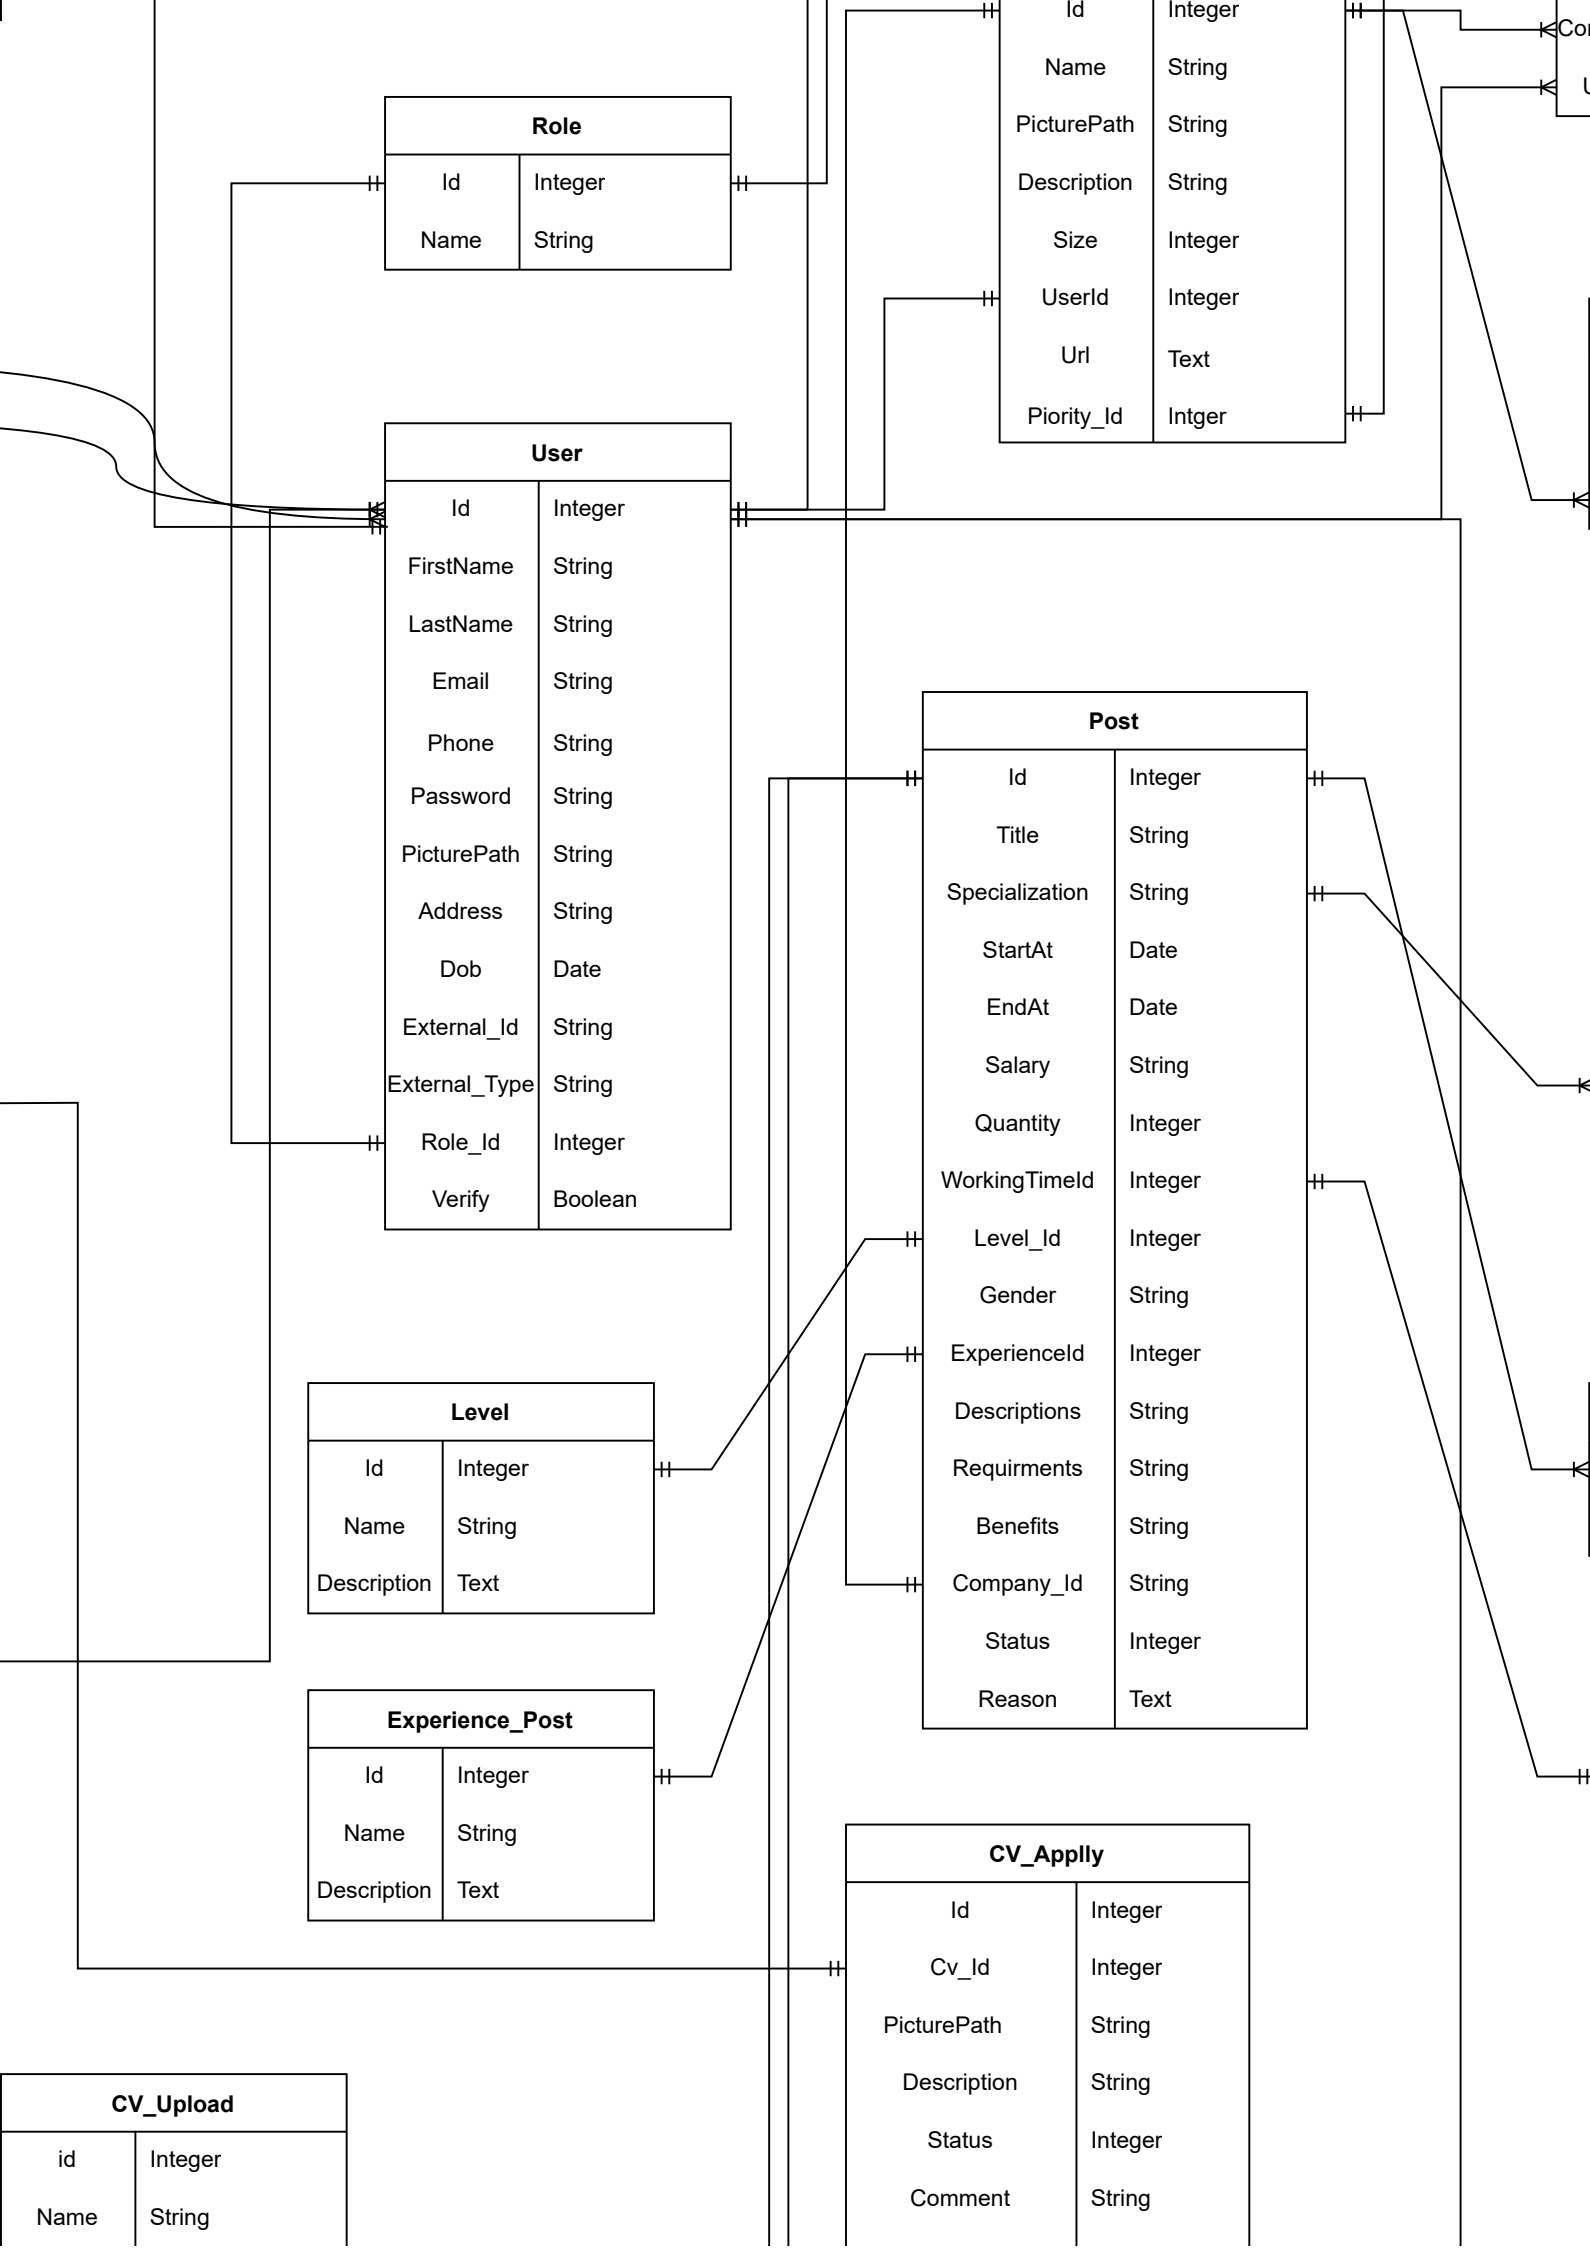 Id Integer
Name String
PicturePath String
Description String
Size Integer
UserId Integer
Url Text
Piority_Id Intger
Role
Id Integer
Name String
User
Id Integer
FirstName String
LastName String
Email String
Phone String
Password String
PicturePath String
Address String
Dob Date
External_Id String
External_Type String
Role_Id Integer
Verify Boolean
Post
Id Integer
Title String
Specialization String
StartAt Date
EndAt Date
Salary String
Quantity Integer
WorkingTimeId Integer
Level_Id Integer
Gender String
ExperienceId Integer
Descriptions String
Requirments String
Benefits String
Company_Id String
Status Integer
Reason Text
Level
Id Integer
Name String
Description Text
Experience_Post
Id Integer
Name String
Description Text
CV_Applly
Id Integer
Cv_Id Integer
PicturePath String
Description String
Status Integer
Comment String
CV_Upload
id Integer
Name String